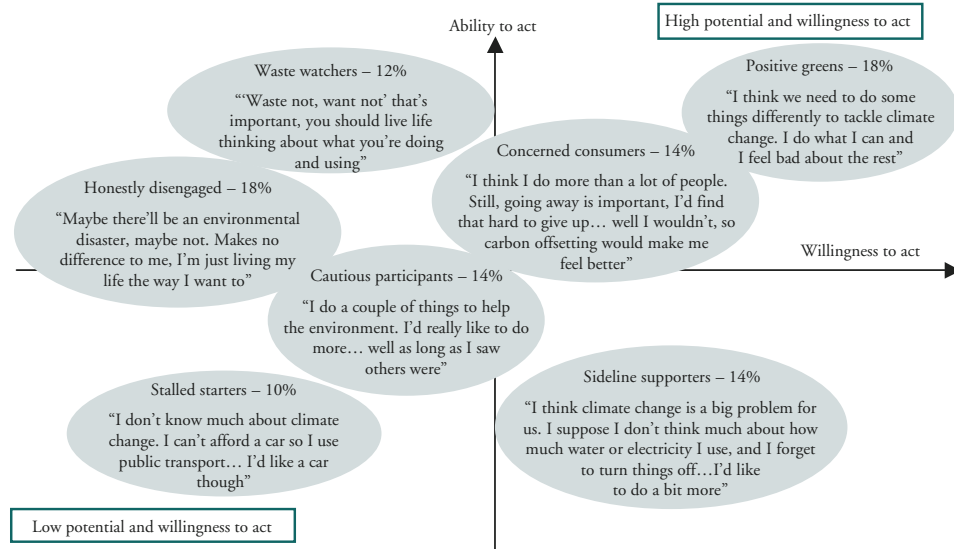 Ability to act
High potential and willingness to act
Waste watchers – 12%
“‘Waste not, want not’ that’s
important, you should live life
thinking about what you’re doing
and using”
Positive greens – 18%
“I think we need to do some
things differently to tackle climate
change. I do what I can and
I feel bad about the rest”
Concerned consumers – 14%
“I think I do more than a lot of people.
Still, going away is important, I’d find
that hard to give up… well I wouldn’t, so
carbon offsetting would make me
feel better”
Honestly disengaged – 18%
“Maybe there’ll be an environmental
disaster, maybe not. Makes no
difference to me, I’m just living my
life the way I want to”
Willingness to act
Cautious participants – 14%
“I do a couple of things to help
the environment. I’d really like to do
more… well as long as I saw
others were”
Stalled starters – 10%
“I don’t know much about climate
change. I can’t afford a car so I use
public transport… I’d like a car
though”
Sideline supporters – 14%
“I think climate change is a big problem for
us. I suppose I don’t think much about how
much water or electricity I use, and I forget
to turn things off…I’d like
to do a bit more”
Low potential and willingness to act